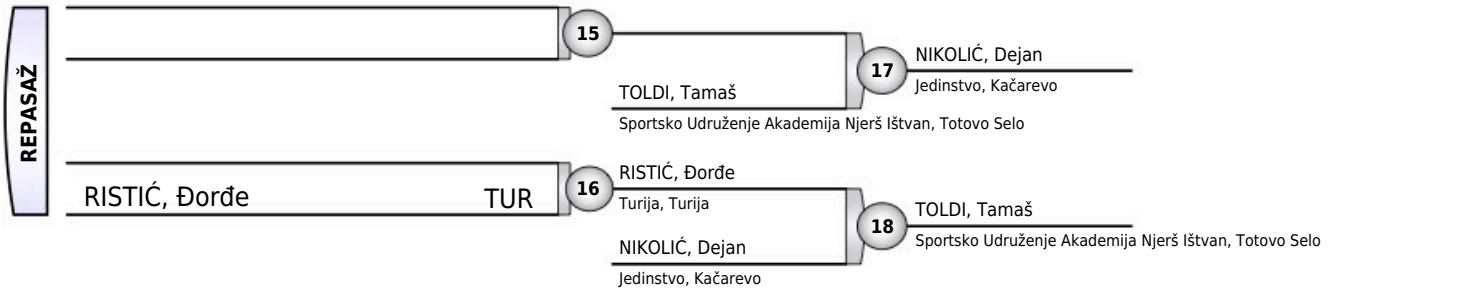 REPASAŽ
15
TOLDI, Tamaš
Sportsko Udruženje Akademija Njerš Ištvan, Totovo Selo
17
NIKOLIĆ, Dejan
Jedinstvo, Kačarevo
RISTIĆ, Đorđe TUR
16
RISTIĆ, Đorđe
Turija, Turija
NIKOLIĆ, Dejan
Jedinstvo, Kačarevo
18
TOLDI, Tamaš
Sportsko Udruženje Akademija Njerš Ištvan, Totovo Selo